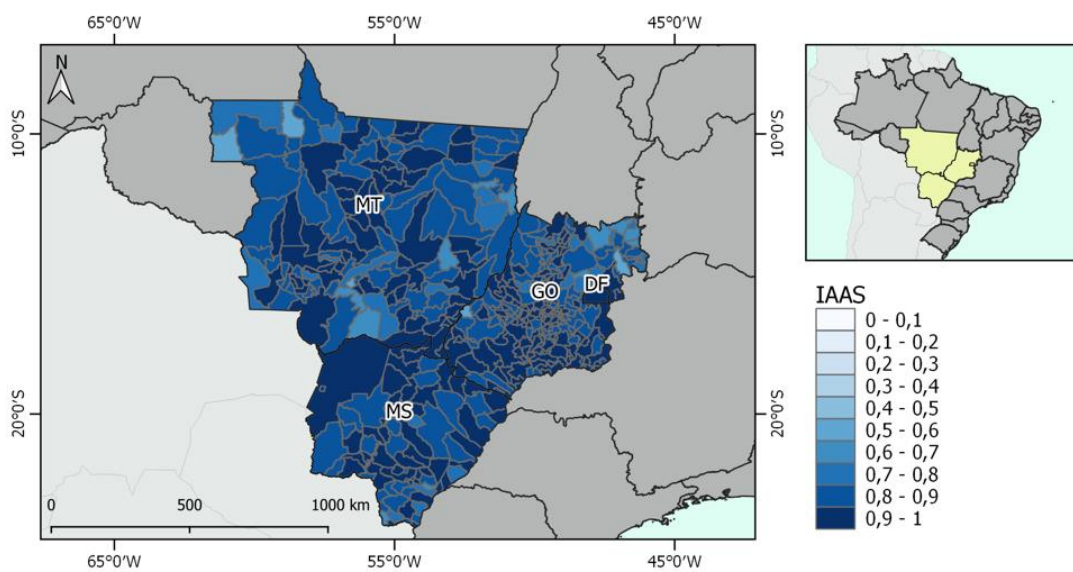 65°0'W 55°0'W 45°0'W
N
10°0'S 10°0'S
MT
GO DF
MS
20°0'S 20°0'S
0 500 1000 km
65°0'W 55°0'W 45°0'W
IAAS
0 - 0,1
0,1 - 0,2
0,2 - 0,3
0,3 - 0,4
0,4 - 0,5
0,5 - 0,6
0,6 - 0,7
0,7 - 0,8
0,8 - 0,9
0,9 - 1